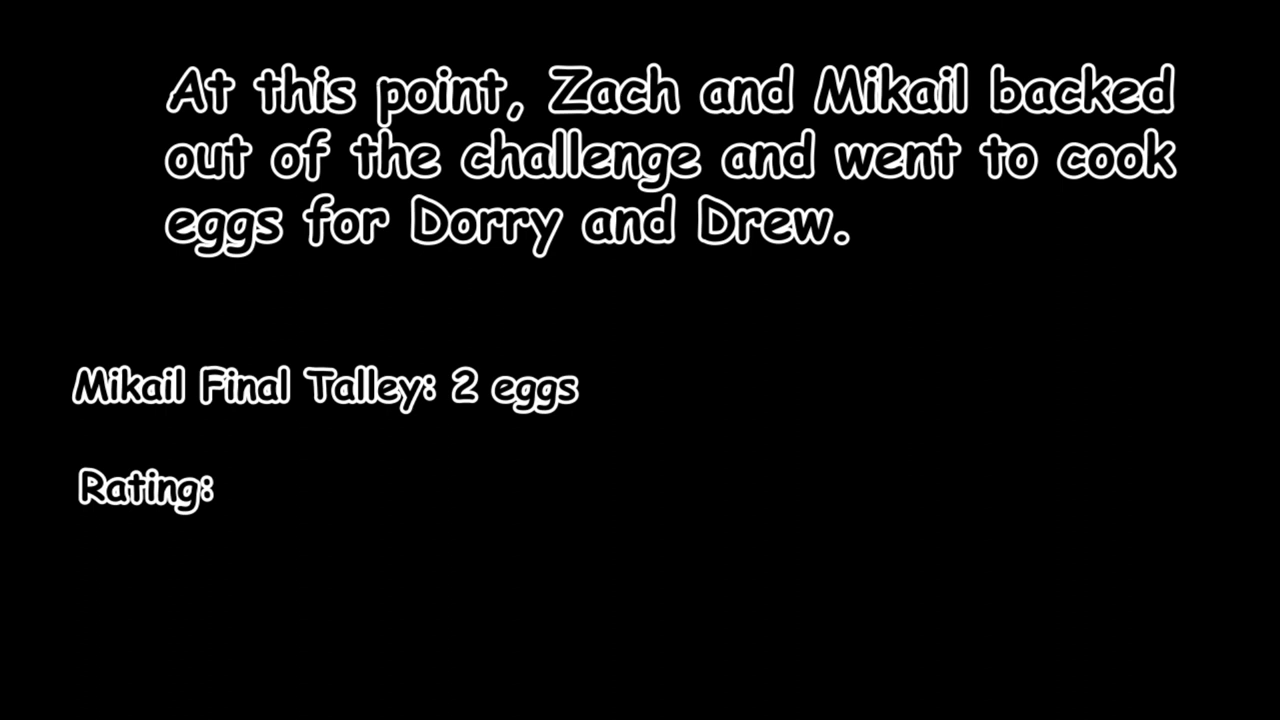 At this point, Zach and Mikail backed
out of the challenge and went to cook
eggs for Dorry and Drew.
Mikail Final Talley: 2 eggs
Rating: